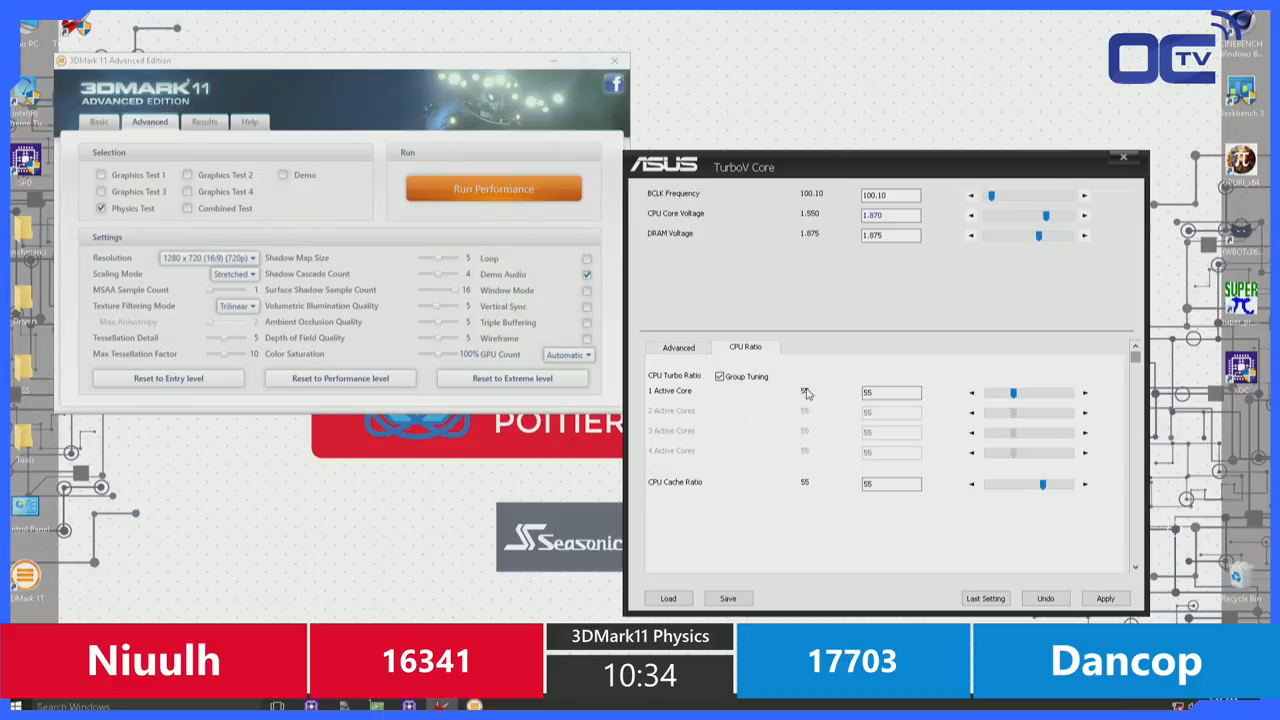 OC TV
3DMark 11 Advanced Edition
3DMARK 11
ADVANCED EDITION
f
Basic
Advanced
Results
Help
Selection
Graphics Test 1
Graphics Test 2
Demo
Graphics Test 3
Graphics Test 4
Physics Test
Combined Test
Run
Run Performance
Settings
Resolution 1280 x 720 (16:9) (720p) Shadow Map Size 5 Loop
Scaling Mode Stretched Shadow Cascade Count 4 Demo Audio
MSAA Sample Count 1 Surface Shadow Sample Count 16 Window Mode
Texture Filtering Mode Trilinear Volumetric Illumination Quality 5 Vertical Sync
Max Anisotropy 2 Ambient Occlusion Quality 5 Triple Buffering
Tessellation Detail 5 Depth of Field Quality 5 Wireframe
Max Tessellation Factor 10 Color Saturation 100% GPU Count Automatic
Reset to Entry level
Reset to Performance level
Reset to Extreme level
ASUS TurboV Core
BCLK Frequency 100.10 100.10
CPU Core Voltage 1.550 1.870
DRAM Voltage 1.875 1.875
Advanced
CPU Ratio
CPU Turbo Ratio Group Tuning
1 Active Core 55 55
2 Active Cores 55 55
3 Active Cores 55 55
4 Active Cores 55 55
CPU Cache Ratio 55 55
Load
Save
Last Setting
Undo
Apply
POITIER
Seasonic
SPD
Tools
SUPER
Niuulh
16341
3DMark11 Physics
10:34
17703
Dancop
Search Windows